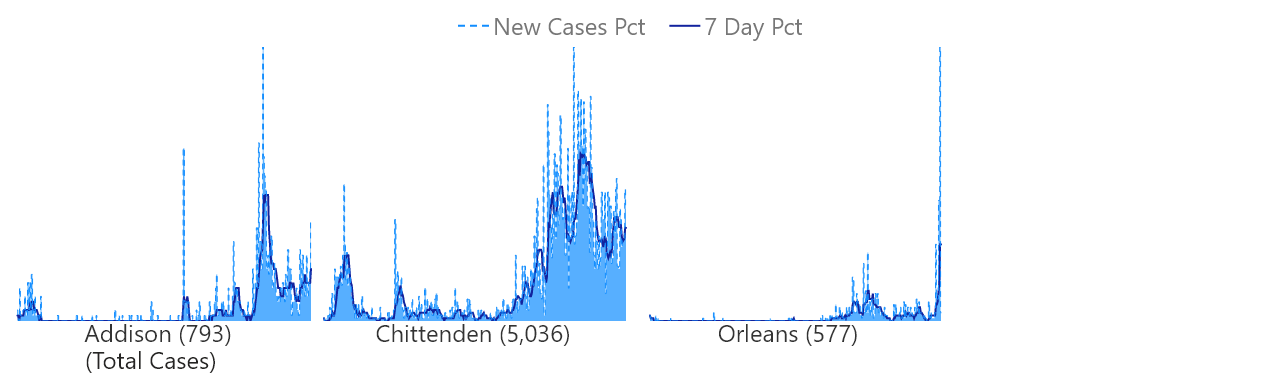 New Cases Pct 7 Day Pct
Addison (793) Chittenden (5,036) Orleans (577)
(Total Cases)